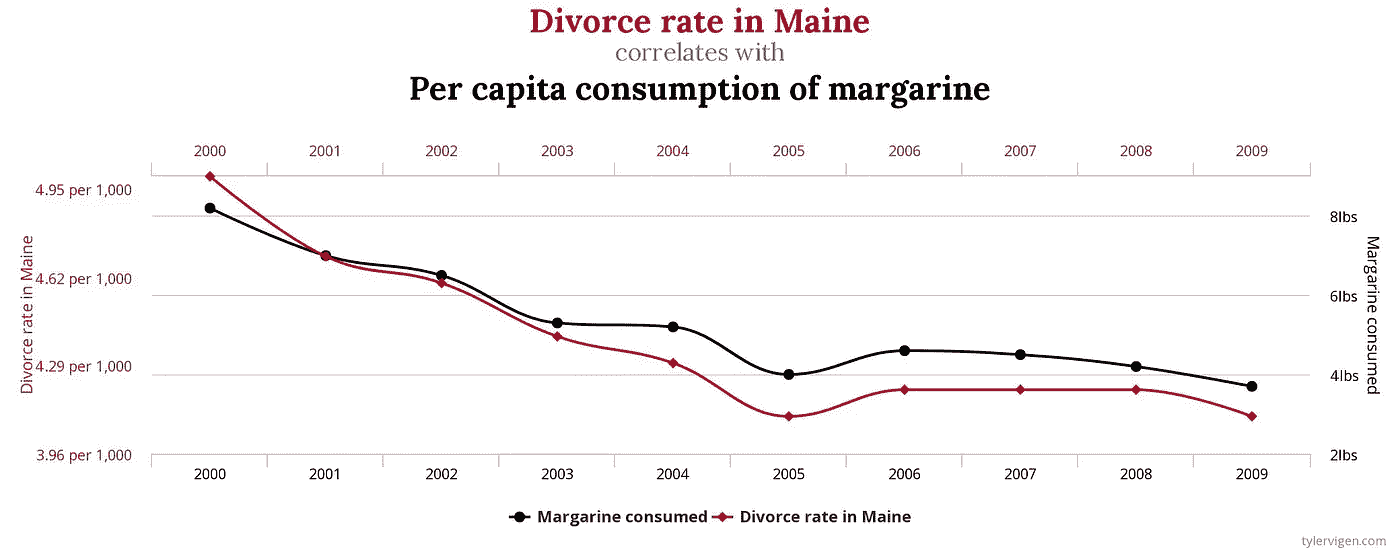 Divorce rate in Maine
correlates with
Per capita consumption of margarine
2000 2001 2002 2003 2004 2005 2006 2007 2008 2009
Divorce rate in Maine
4.95 per 1,000
4.62 per 1,000
4.29 per 1,000
3.96 per 1,000
8lbs
6lbs
4lbs
2lbs
Margarine consumed
2000 2001 2002 2003 2004 2005 2006 2007 2008 2009
Margarine consumed Divorce rate in Maine
tylervigen.com